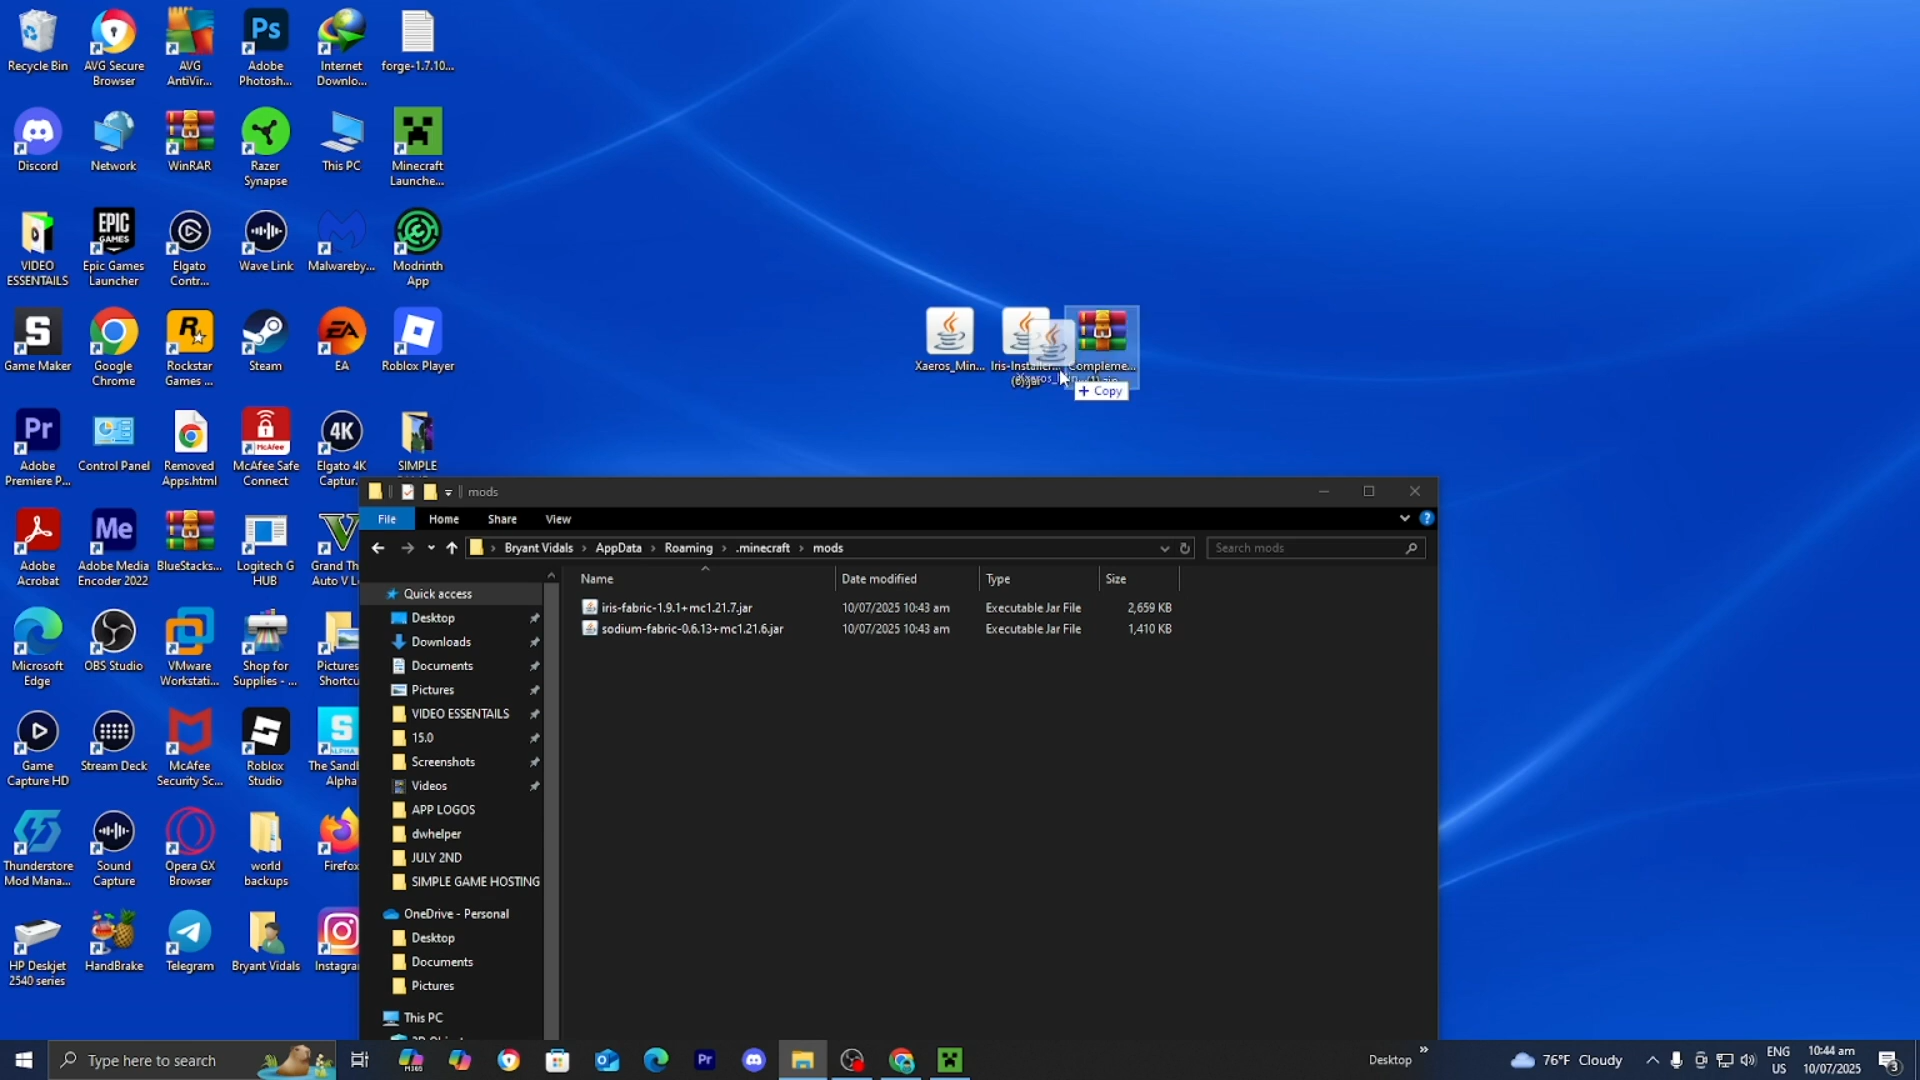 Recycle Bin
AVG Secure
Browser
AVG
AntiVir...
Adobe
Photosh...
Internet
Downlo...
forge-1.7.10...
Discord
Network
WinRAR
Razer
Synapse
This PC
Minecraft
Launche...
VIDEO
ESSENTAILS
Epic Games
Launcher
Elgato
Contr...
Wave Link
Malwareby...
Modrinth
App
Game Maker
Google
Chrome
Rockstar
Games ...
Steam
EA
Roblox Player
Adobe
Premiere P...
Control Panel
Removed
Apps.html
McAfee Safe
Connect
Elgato 4K
Captur.
SIMPLE
Adobe
Acrobat
Adobe Media
Encoder 2022
BlueStacks...
Logitech G
HUB
Grand Th
Auto V L
Microsoft
Edge
OBS Studio
VMware
Workstati...
Shop for
Supplies - ...
Pictures
Shortcu
Game
Capture HD
Stream Deck
McAfee
Security Sc...
Roblox
Studio
The Sandl
Alpha
Thunderstore
Mod Mana...
Sound
Capture
Opera GX
Browser
world
backups
Firefox
HP Deskjet
2540 series
HandBrake
Telegram
Bryant Vidals
Instagra
Xaeros_Min...
Iris-Installer...
Compleme...
+ Copy
mods
File
Home
Share
View
Bryant Vidals
AppData
Roaming
.minecraft
mods
Search mods
Name
Date modified
Type
Size
iris-fabric-1.9.1+mc1.21.7.jar
10/07/2025 10:43 am
Executable Jar File
2,659 KB
sodium-fabric-0.6.13+mc1.21.6.jar
10/07/2025 10:43 am
Executable Jar File
1,410 KB
Quick access
Desktop
Downloads
Documents
Pictures
VIDEO ESSENTAILS
15.0
Screenshots
Videos
APP LOGOS
dwhelper
JULY 2ND
SIMPLE GAME HOSTING
OneDrive - Personal
Desktop
Documents
Pictures
This PC
Type here to search
Desktop
76°F Cloudy
ENG
US
10:44 am
10/07/2025
3